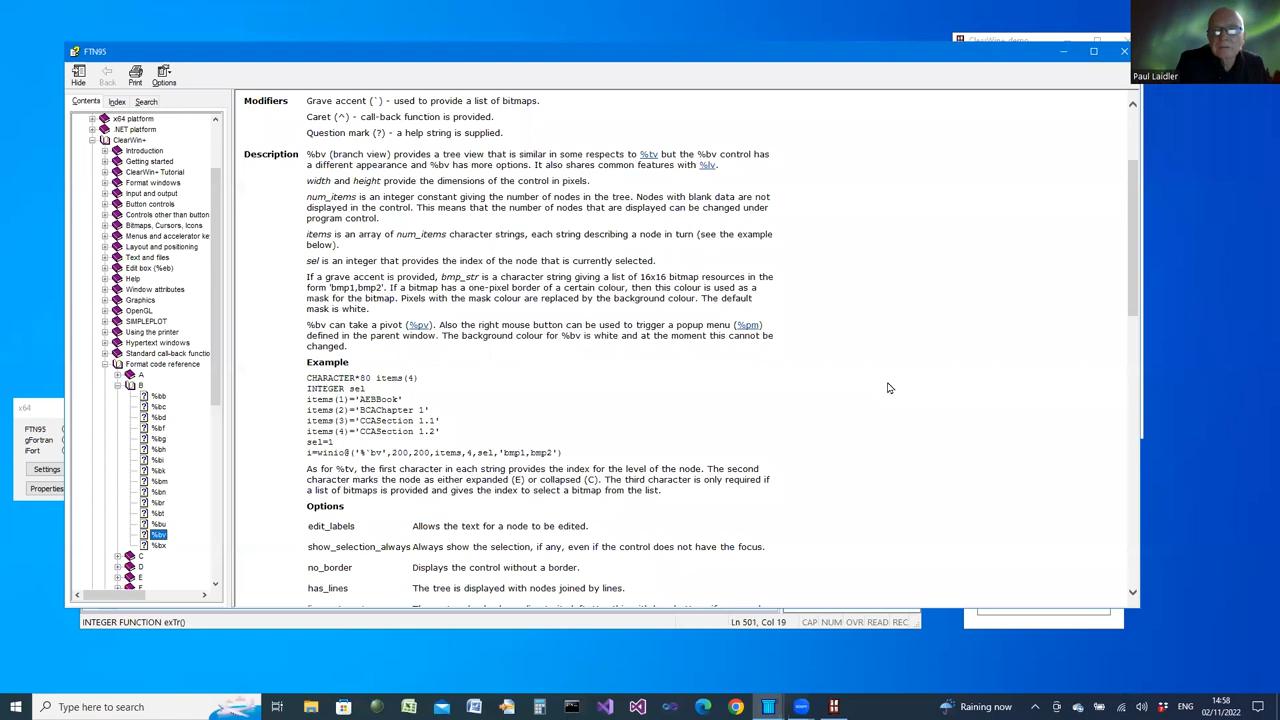 ClearWin+ demo
Paul Laidler
FTN95
Hide
Back
Print
Options
Contents
Index
Search
x64 platform
.NET platform
ClearWin+
Introduction
Getting started
ClearWin+ Tutorial
Format windows
Input and output
Button controls
Controls other than button
Bitmaps, Cursors, Icons
Menus and accelerator ke
Layout and positioning
Text and files
Edit box (%eb)
Help
Window attributes
Graphics
OpenGL
SIMPLEPLOT
Using the printer
Hypertext windows
Standard call-back functio
Format code reference
A
B
%bb
%bc
%bd
%bf
%bg
%bh
%bi
%bk
%bm
%bn
%br
%bt
%bu
%bv
%bx
C
D
E
Modifiers
Grave accent (`) - used to provide a list of bitmaps.
Caret (^) - call-back function is provided.
Question mark (?) - a help string is supplied.
Description
%bv (branch view) provides a tree view that is similar in some respects to %tv but the %bv control has
a different appearance and %bv has more options. It also shares common features with %lv.
width and height provide the dimensions of the control in pixels.
num_items is an integer constant giving the number of nodes in the tree. Nodes with blank data are not
displayed in the control. This means that the number of nodes that are displayed can be changed under
program control.
items is an array of num_items character strings, each string describing a node in turn (see the example
below).
sel is an integer that provides the index of the node that is currently selected.
If a grave accent is provided, bmp_str is a character string giving a list of 16x16 bitmap resources in the
form 'bmp1,bmp2'. If a bitmap has a one-pixel border of a certain colour, then this colour is used as a
mask for the bitmap. Pixels with the mask colour are replaced by the background colour. The default
mask is white.
%bv can take a pivot (%pv). Also the right mouse button can be used to trigger a popup menu (%pm)
defined in the parent window. The background colour for %bv is white and at the moment this cannot be
changed.
Example
CHARACTER*80 items(4)
INTEGER sel
items(1)='AEBBook'
items(2)='BCAChapter 1'
items(3)='CCASection 1.1'
items(4)='CCASection 1.2'
sel=1
i=winio@('%`bv',200,200,items,4,sel,'bmp1,bmp2')
As for %tv, the first character in each string provides the index for the level of the node. The second
character marks the node as either expanded (E) or collapsed (C). The third character is only required if
a list of bitmaps is provided and gives the index to select a bitmap from the list.
Options
edit_labels Allows the text for a node to be edited.
show_selection_always Always show the selection, if any, even if the control does not have the focus.
no_border Displays the control without a border.
has_lines The tree is displayed with nodes joined by lines.
x64
FTN95
gFortran
iFort
Settings
Properties
INTEGER FUNCTION exTr()
Ln 501, Col 19
CAP NUM OVR READ REC
Type here to search
Raining now
14:58
02/11/2022